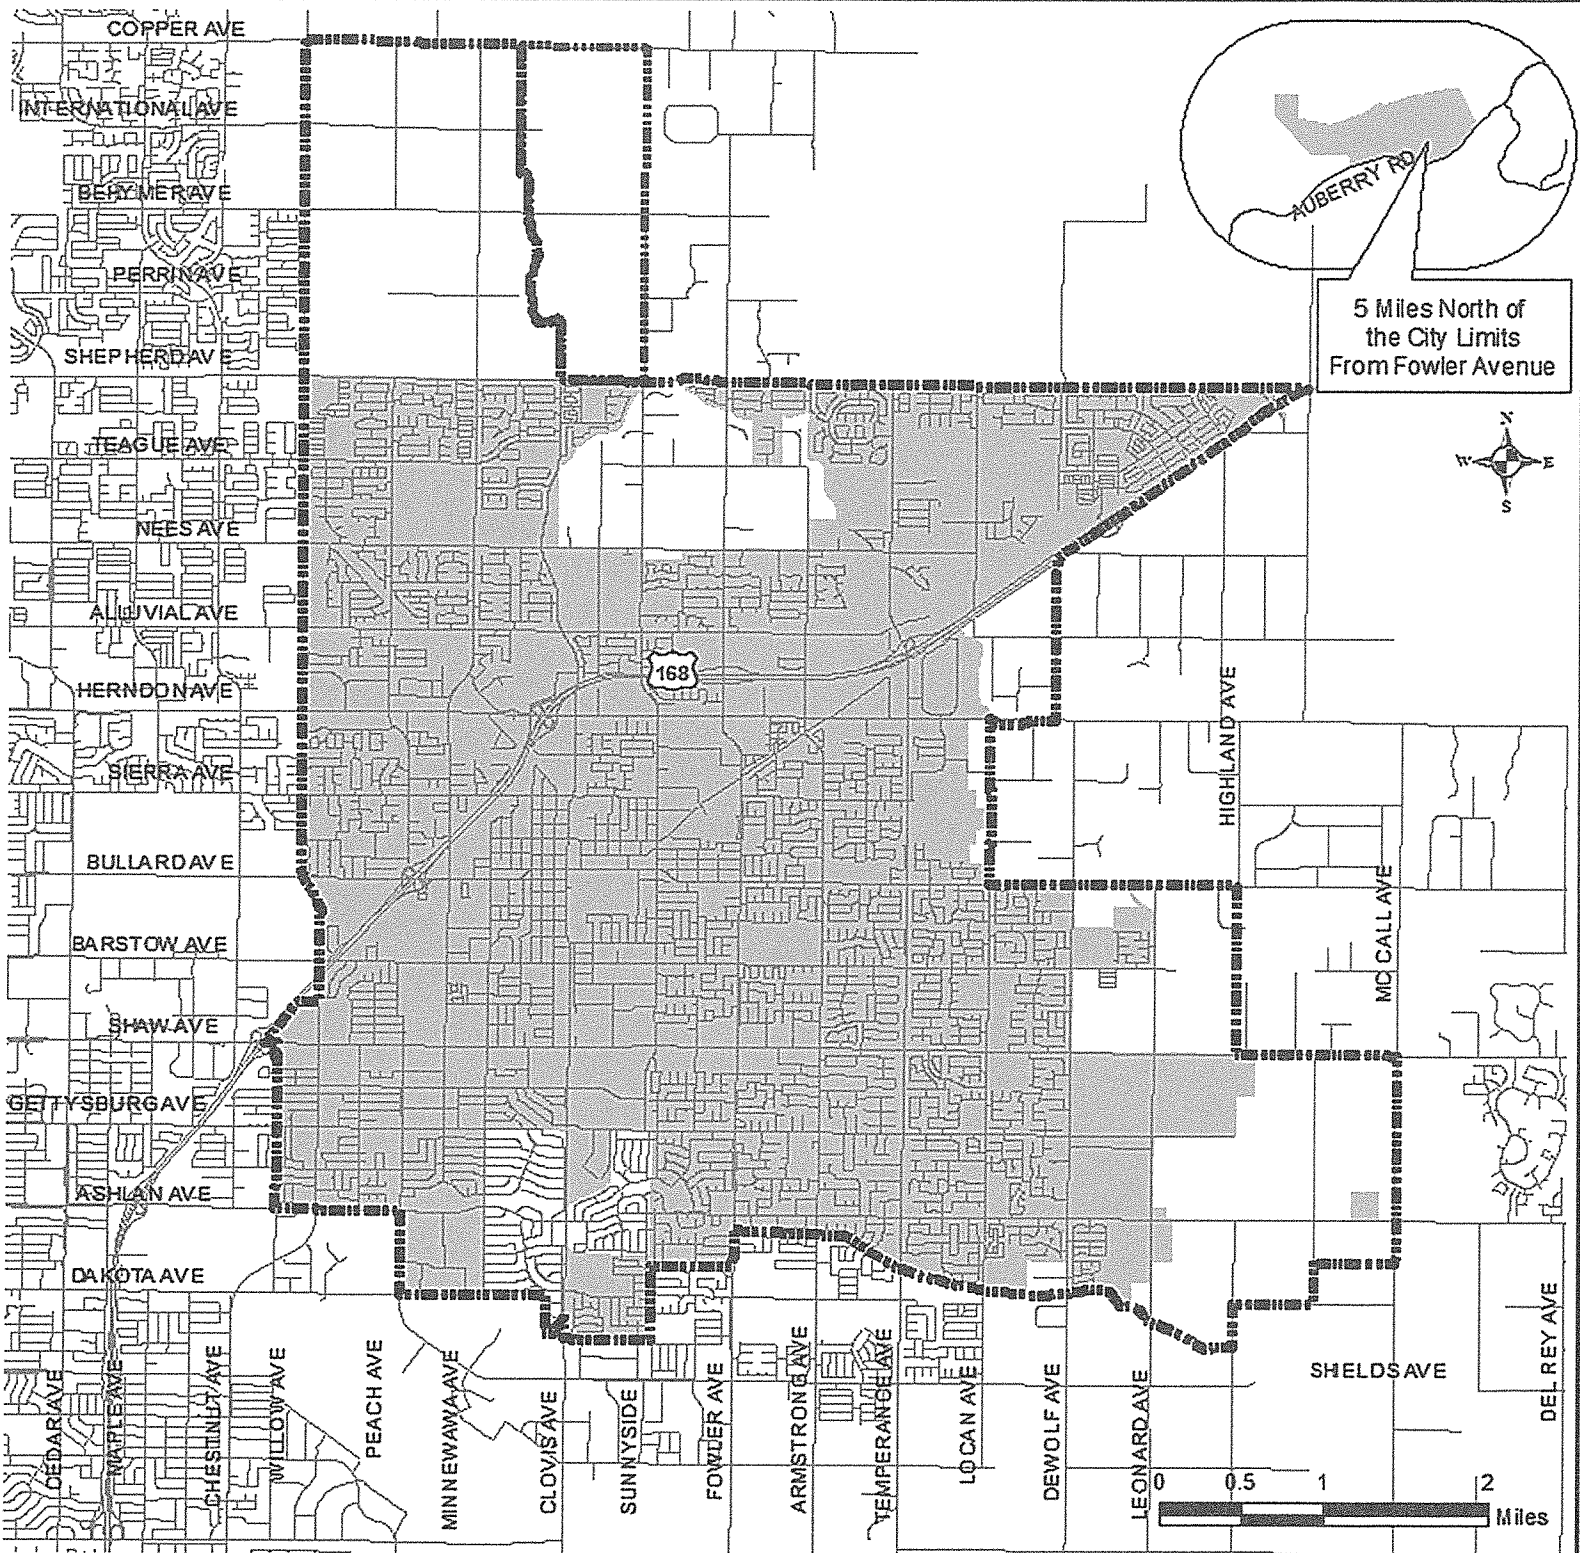 COPPER AVE
INTERNATIONAL AVE
BEHYMER AVE
PERRIN AVE
SHEPHERD AVE
TEAGUE AVE
NEES AVE
ALLUVIAL AVE
HERNDON AVE
SIERRA AVE
BULLARD AVE
BARSTOW AVE
SHAW AVE
GETTYSBURG AVE
ASHLAN AVE
DAKOTA AVE
AUBERRY RD
5 Miles North of
the City Limits
From Fowler Avenue
N
W
E
S
168
HIGHLAND AVE
MC CALL AVE
DEL REY AVE
SHELDS AVE
DEDAR AVE
MAPLE AVE
CHESTNUT AVE
WILLOW AVE
PEACH AVE
MINNEWAWA AVE
CLOVIS AVE
SUNNYSIDE
FOWLER AVE
ARMSTRONG AVE
TEMPERANCE AVE
LOCAN AVE
DEWOLF AVE
LEONARD AVE
0 0.5 1 2
Miles